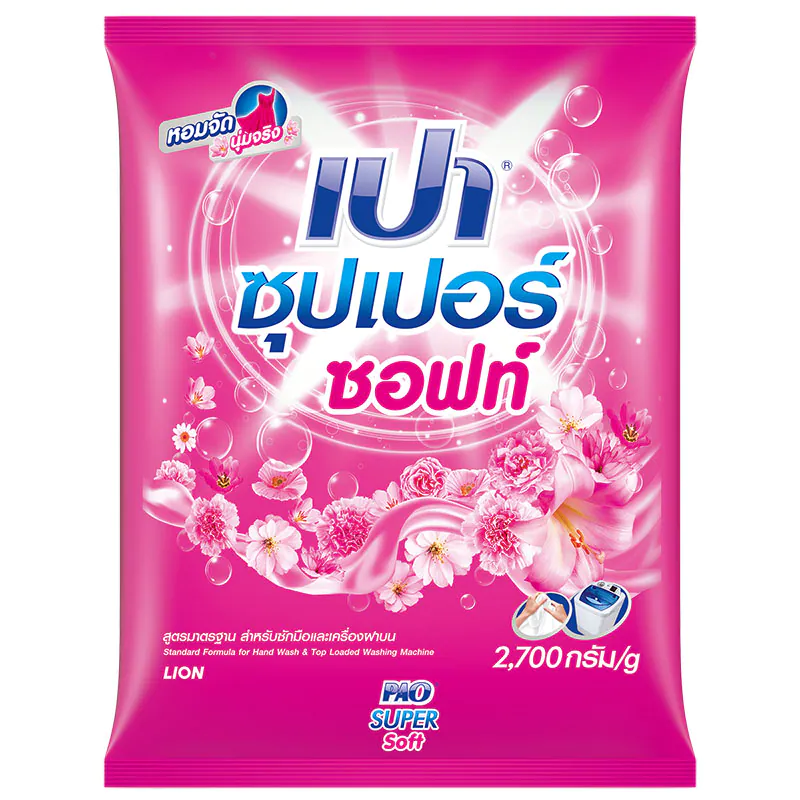 หอมจัด
นุ่มจริง
เปา®
ซุปเปอร์
ซอฟท์
สูตรมาตรฐาน สำหรับซักมือและเครื่องฝาบน
Standard Formula for Hand Wash & Top Loaded Washing Machine
LION
2,700 กรัม/g
PAO
SUPER
Soft